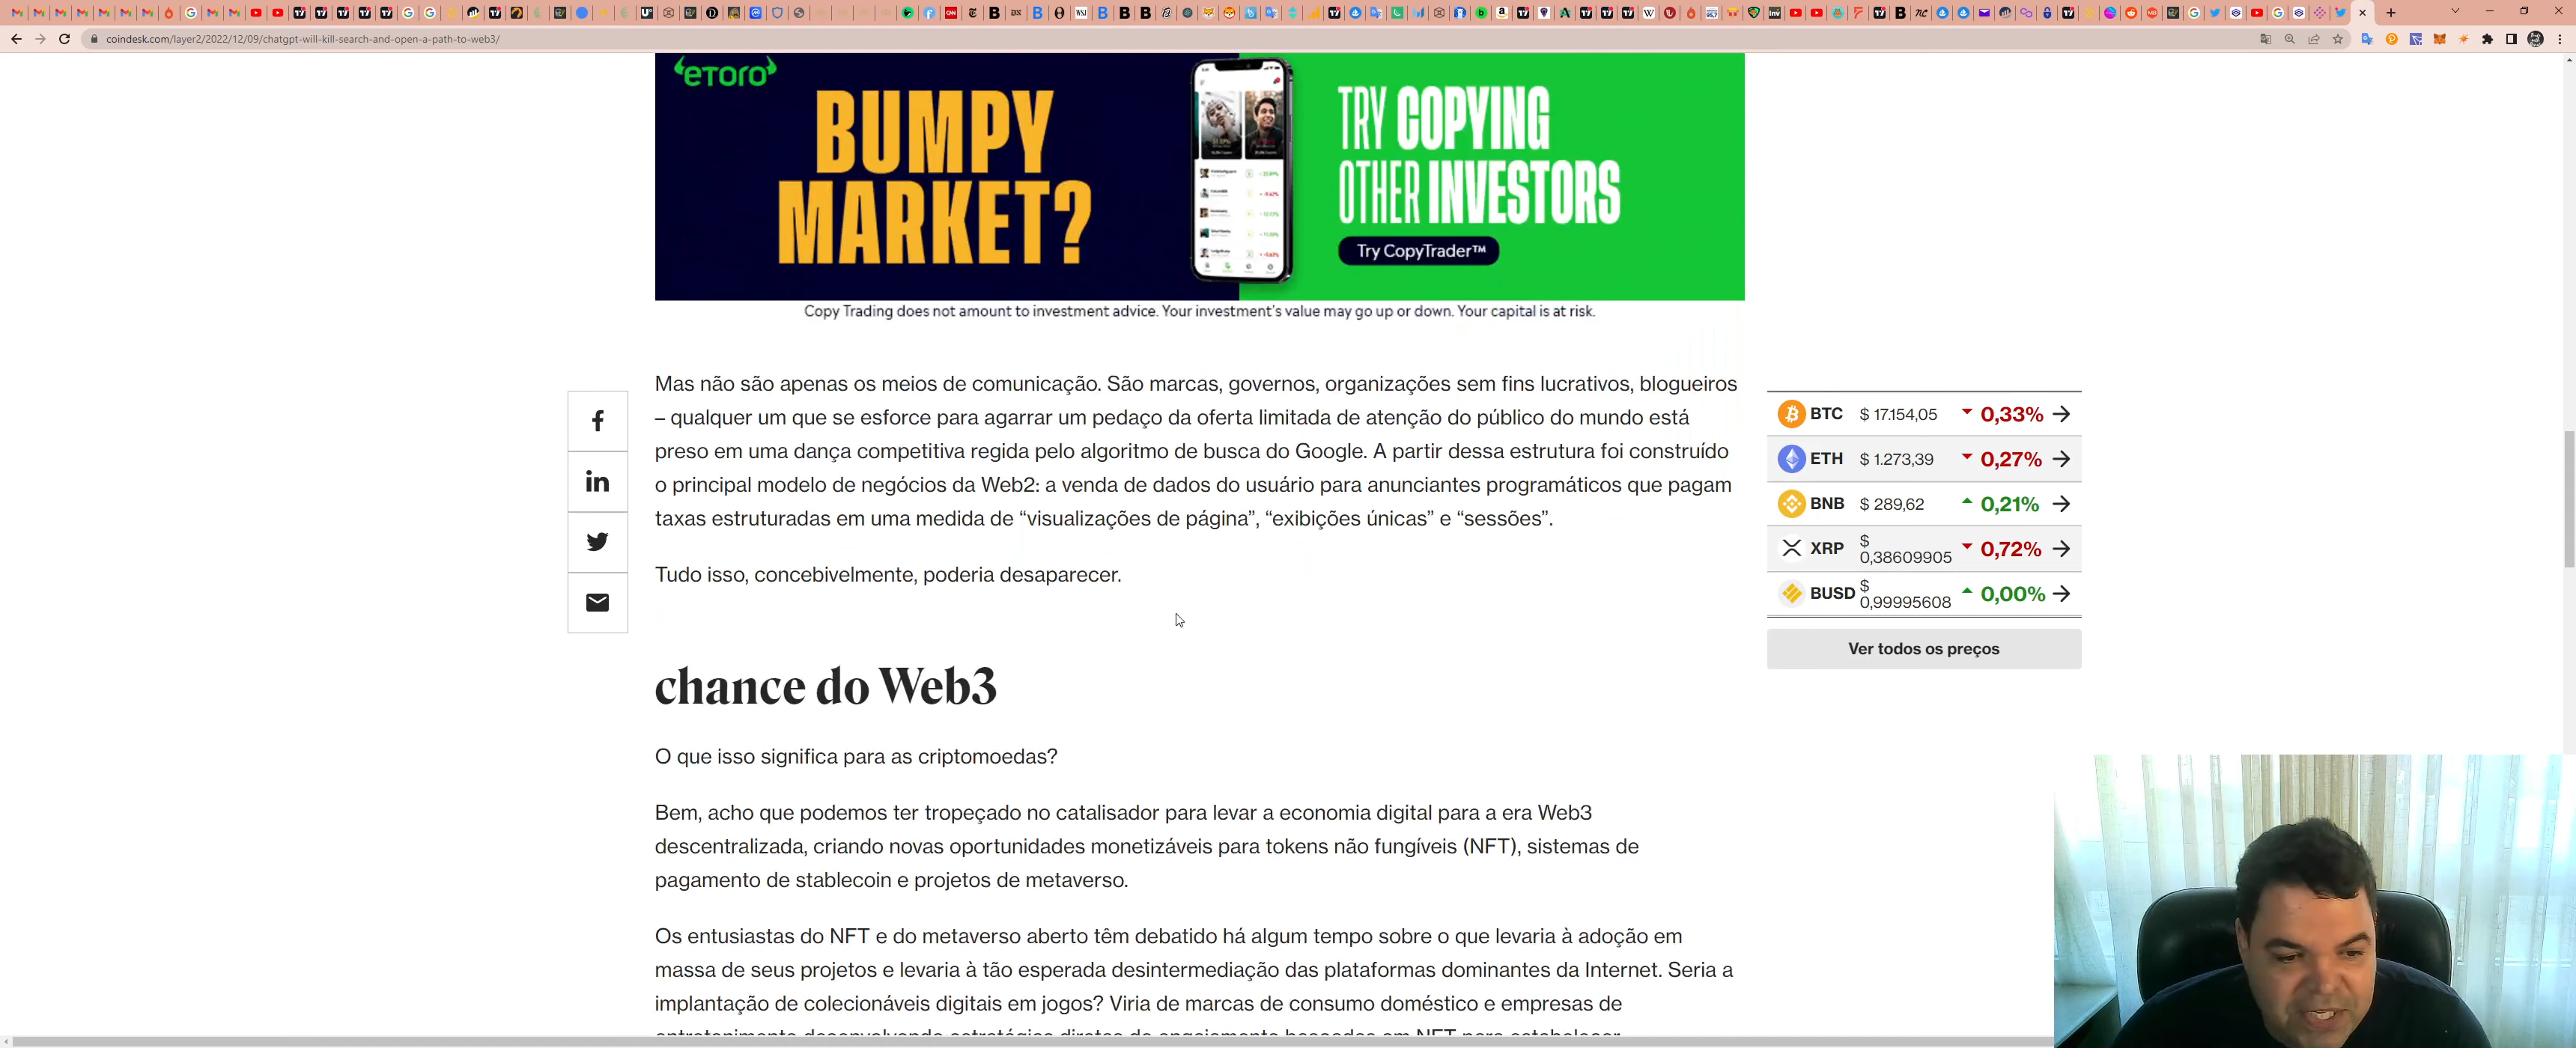 coindesk.com/layer2/2022/12/09/chatgpt-will-kill-search-and-open-a-path-to-web3/
eTORO
BUMPY
MARKET?
TRY COPYING
OTHER INVESTORS
Try CopyTrader™
Copy Trading does not amount to investment advice. Your investment's value may go up or down. Your capital is at risk.
Mas não são apenas os meios de comunicação. São marcas, governos, organizações sem fins lucrativos, blogueiros
– qualquer um que se esforce para agarrar um pedaço da oferta limitada de atenção do público do mundo está
preso em uma dança competitiva regida pelo algoritmo de busca do Google. A partir dessa estrutura foi construído
o principal modelo de negócios da Web2: a venda de dados do usuário para anunciantes programáticos que pagam
taxas estruturadas em uma medida de “visualizações de página”, “exibições únicas” e “sessões”.
Tudo isso, concebivelmente, poderia desaparecer.
chance do Web3
O que isso significa para as criptomoedas?
Bem, acho que podemos ter tropeçado no catalisador para levar a economia digital para a era Web3
descentralizada, criando novas oportunidades monetizáveis para tokens não fungíveis (NFT), sistemas de
pagamento de stablecoin e projetos de metaverso.
Os entusiastas do NFT e do metaverso aberto têm debatido há algum tempo sobre o que levaria à adoção em
massa de seus projetos e levaria à tão esperada desintermediação das plataformas dominantes da Internet. Seria a
implantação de colecionáveis digitais em jogos? Viria de marcas de consumo doméstico e empresas de
BTC $ 17.154,05 0,33%
ETH $ 1.273,39 0,27%
BNB $ 289,62 0,21%
XRP $ 0,38609905 0,72%
BUSD $ 0,99995608 0,00%
Ver todos os preços